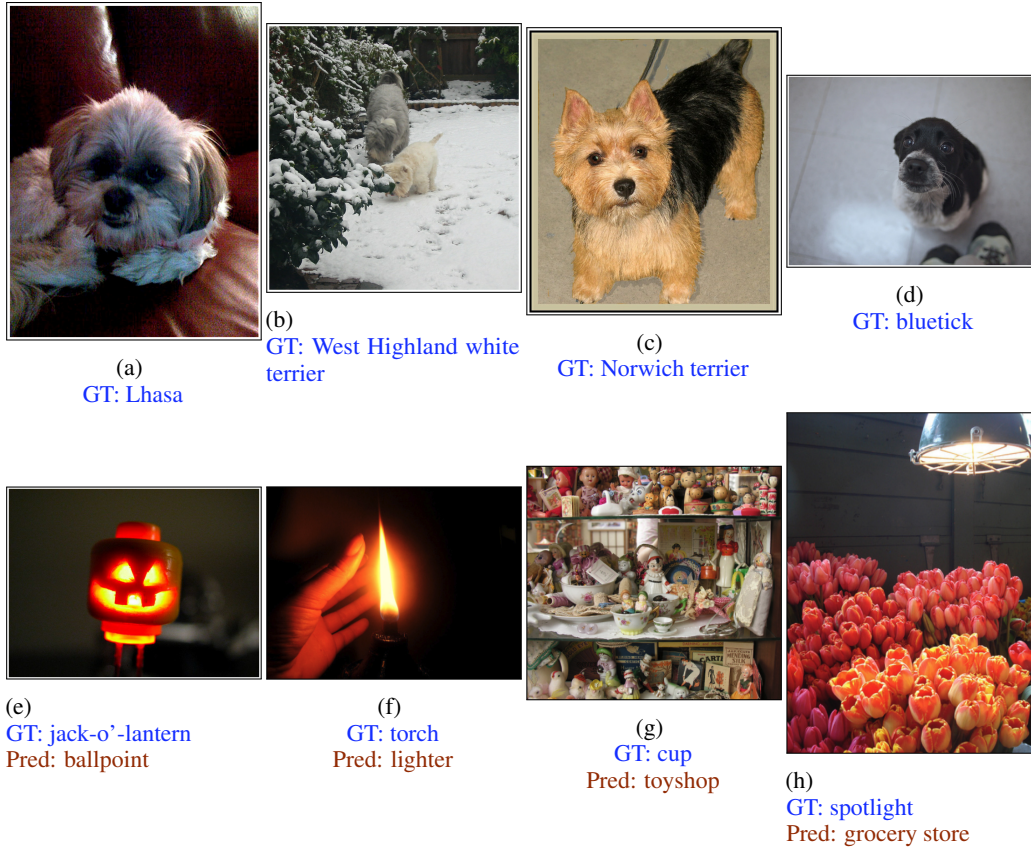 (a)
GT: Lhasa
(b)
GT: West Highland white
terrier
(c)
GT: Norwich terrier
(d)
GT: bluetick
(e)
GT: jack-o'-lantern
Pred: ballpoint
(f)
GT: torch
Pred: lighter
(g)
GT: cup
Pred: toyshop
(h)
GT: spotlight
Pred: grocery store